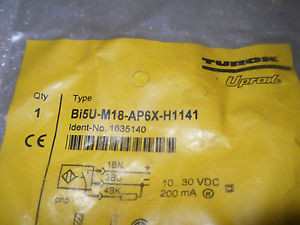 TURCK
Uprox
Qty
Type
1
Bi5U-M18-AP6X-H1141
Ident-No. 1635140
CE
1BN
3BU
4BK
pnp
10...30 VDC
200 mA
K